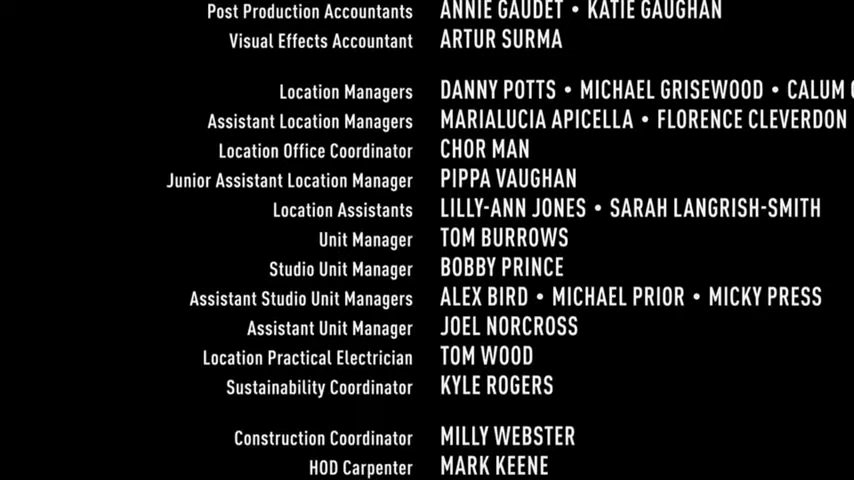 Post Production Accountants ANNIE GAUDET • KATIE GAUGHAN
Visual Effects Accountant ARTUR SURMA
Location Managers DANNY POTTS • MICHAEL GRISEWOOD • CALUM
Assistant Location Managers MARIALUCIA APICELLA • FLORENCE CLEVERDON
Location Office Coordinator CHOR MAN
Junior Assistant Location Manager PIPPA VAUGHAN
Location Assistants LILLY-ANN JONES • SARAH LANGRISH-SMITH
Unit Manager TOM BURROWS
Studio Unit Manager BOBBY PRINCE
Assistant Studio Unit Managers ALEX BIRD • MICHAEL PRIOR • MICKY PRESS
Assistant Unit Manager JOEL NORCROSS
Location Practical Electrician TOM WOOD
Sustainability Coordinator KYLE ROGERS
Construction Coordinator MILLY WEBSTER
HOD Carpenter MARK KEENE